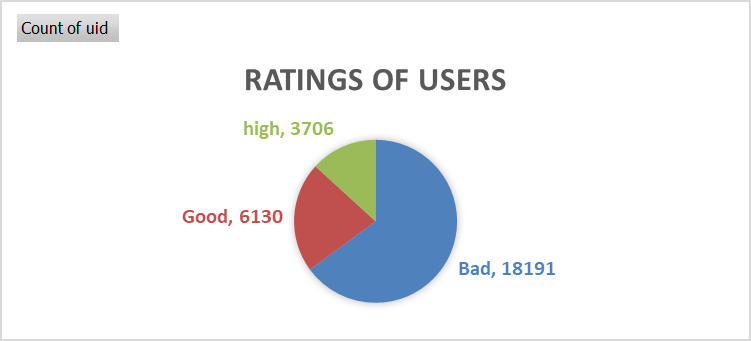 Count of uid
RATINGS OF USERS
high, 3706
Good, 6130
Bad, 18191